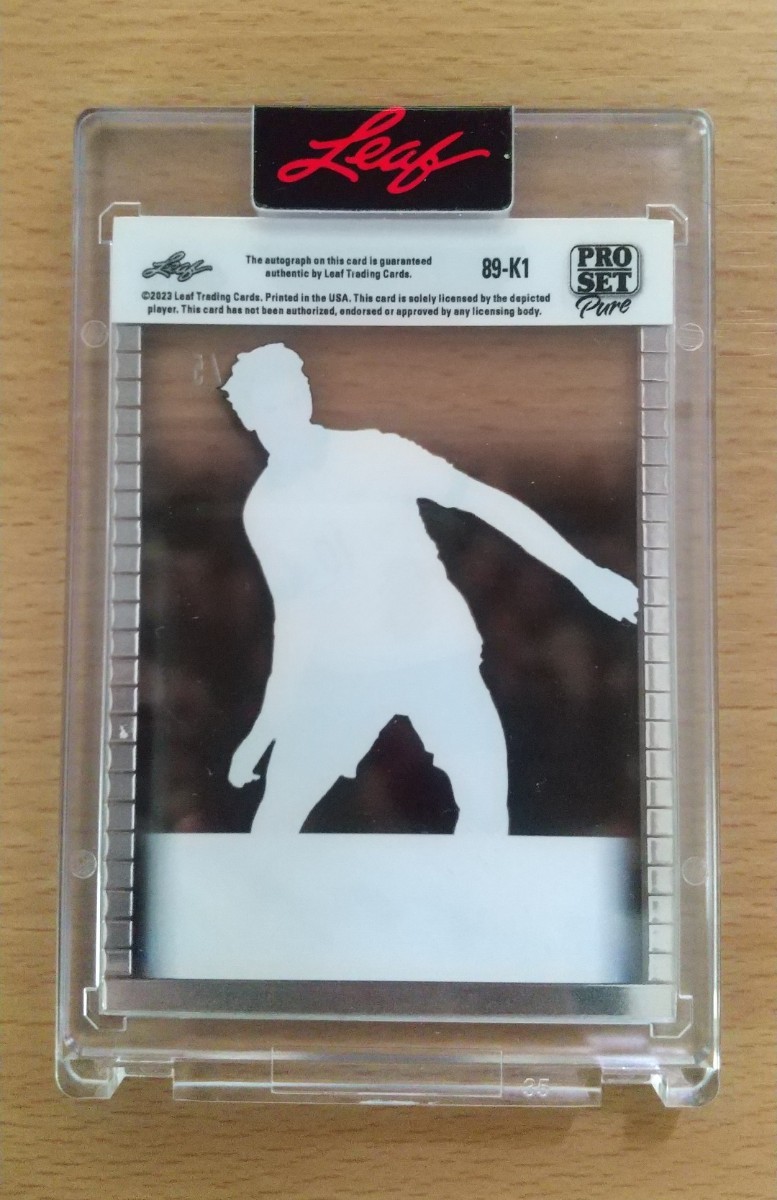 Leaf
Leaf
The autograph on this card is guaranteed
authentic by Leaf Trading Cards.
89-K1
PRO
SET
Pure
©2023 Leaf Trading Cards. Printed in the USA. This card is solely licensed by the depicted
player. This card has not been authorized, endorsed or approved by any licensing body.
/5